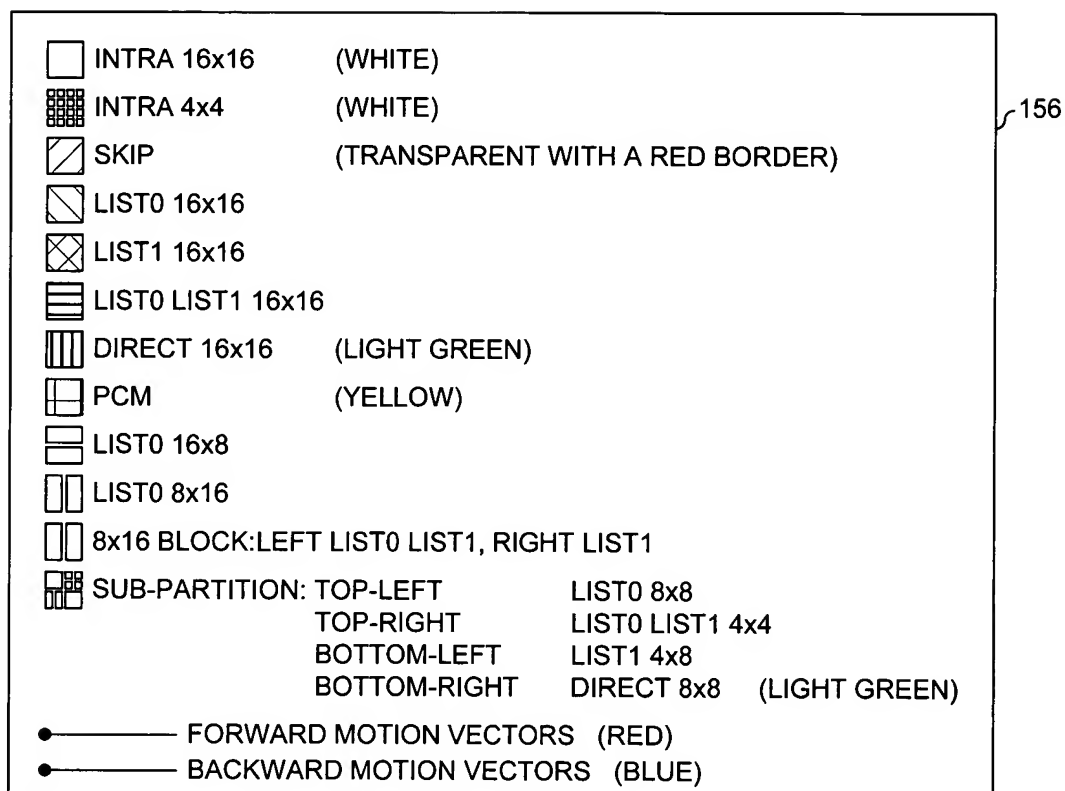 INTRA 16x16 (WHITE)
INTRA 4x4 (WHITE)
156
SKIP (TRANSPARENT WITH A RED BORDER)
LIST0 16x16
LIST1 16x16
LIST0 LIST1 16x16
DIRECT 16x16 (LIGHT GREEN)
PCM (YELLOW)
LIST0 16x8
LIST0 8x16
8x16 BLOCK:LEFT LIST0 LIST1, RIGHT LIST1
SUB-PARTITION: TOP-LEFT LIST0 8x8
TOP-RIGHT LIST0 LIST1 4x4
BOTTOM-LEFT LIST1 4x8
BOTTOM-RIGHT DIRECT 8x8 (LIGHT GREEN)
FORWARD MOTION VECTORS (RED)
BACKWARD MOTION VECTORS (BLUE)